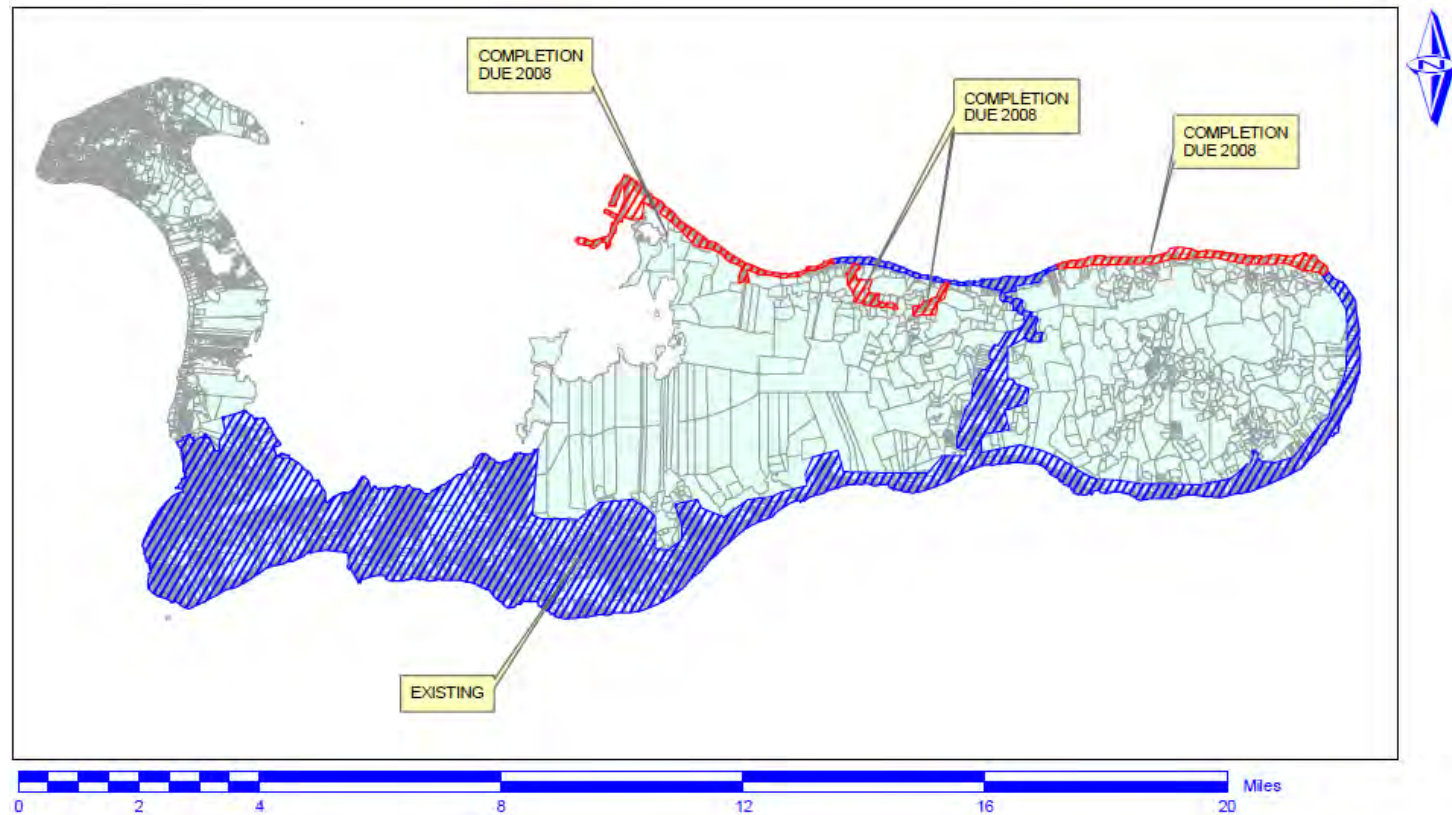 COMPLETION
DUE 2008
COMPLETION
DUE 2008
COMPLETION
DUE 2008
EXISTING
N
Miles
0 2 4 8 12 16 20